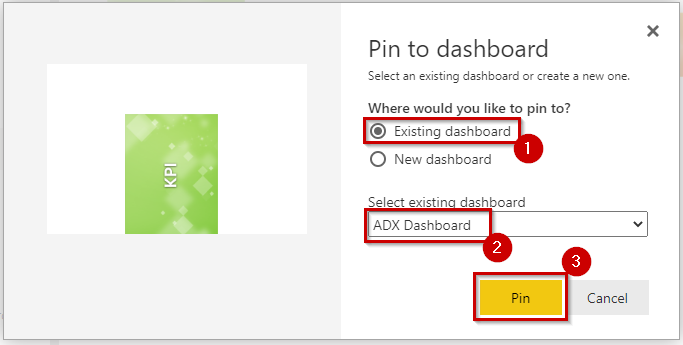 Pin to dashboard
Select an existing dashboard or create a new one.
Where would you like to pin to?
Existing dashboard
1
New dashboard
KPI
Select existing dashboard
ADX Dashboard
2
3
Pin
Cancel